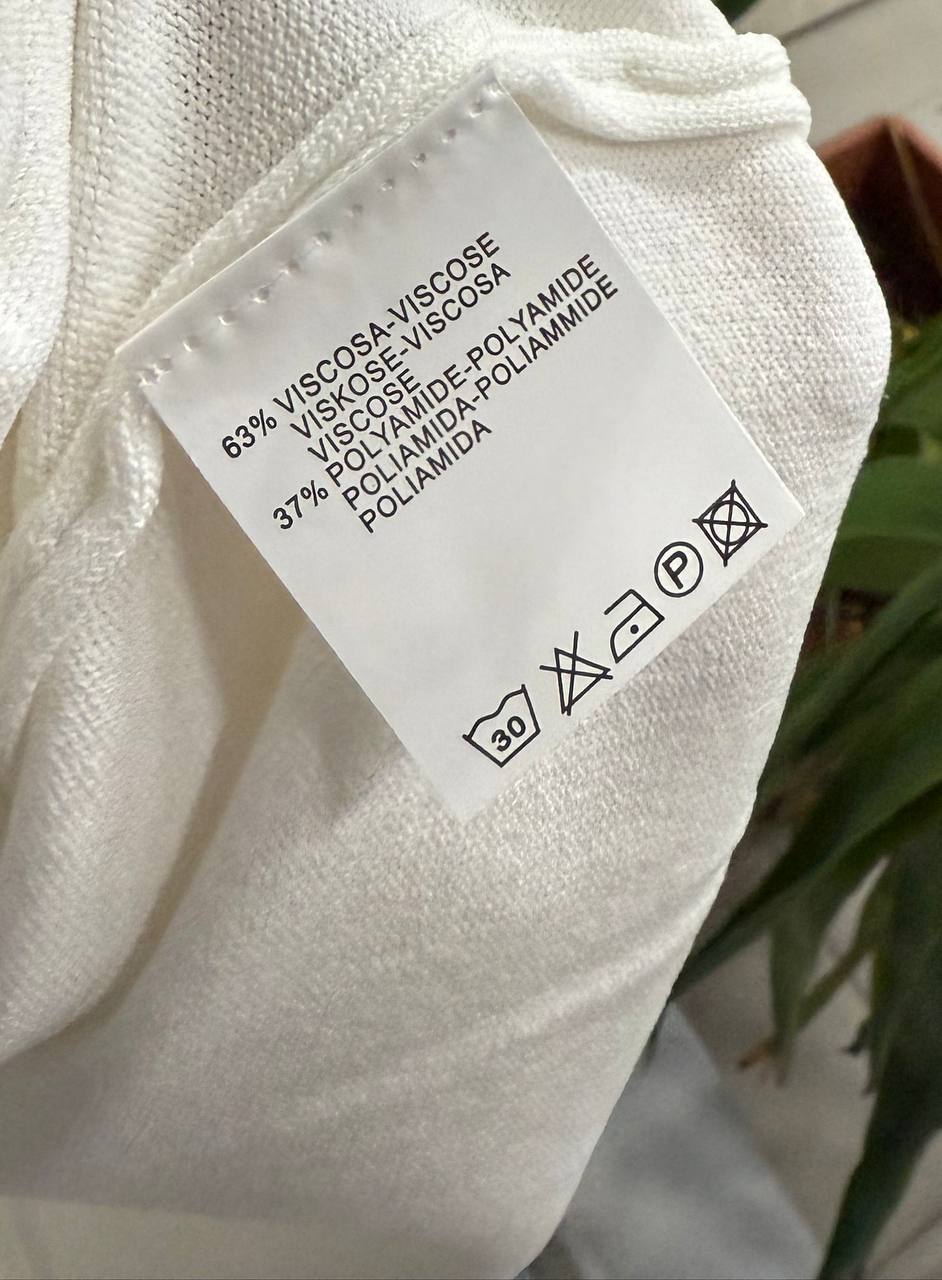 63% VISCOSA-VISCOSE
VISKOSE-VISCOSA
VISCOSE
37% POLYAMIDE-POLYAMIDE
POLIAMIDA-POLIAMMIDE
POLIAMIDA
30
P